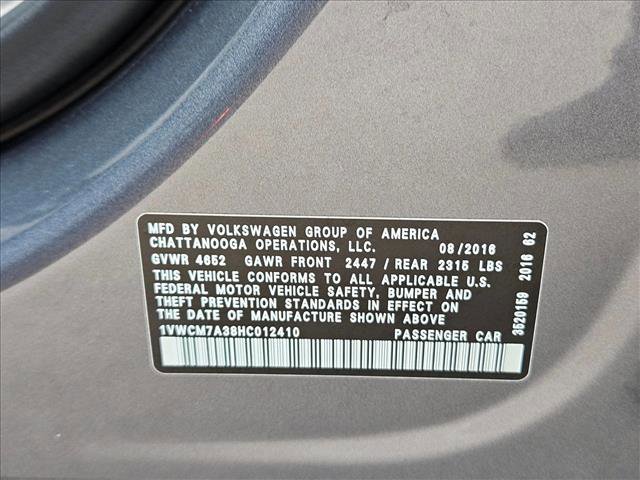 MFD BY VOLKSWAGEN GROUP OF AMERICA
CHATTANOOGA OPERATIONS, LLC. 08/2016
GVWR 4652 GAWR FRONT 2447 / REAR 2315 LBS
THIS VEHICLE CONFORMS TO ALL APPLICABLE U.S.
FEDERAL MOTOR VEHICLE SAFETY, BUMPER AND
THEFT PREVENTION STANDARDS IN EFFECT ON
THE DATE OF MANUFACTURE SHOWN ABOVE
1VWCM7A38HC012410 PASSENGER CAR
3520159 2016 62